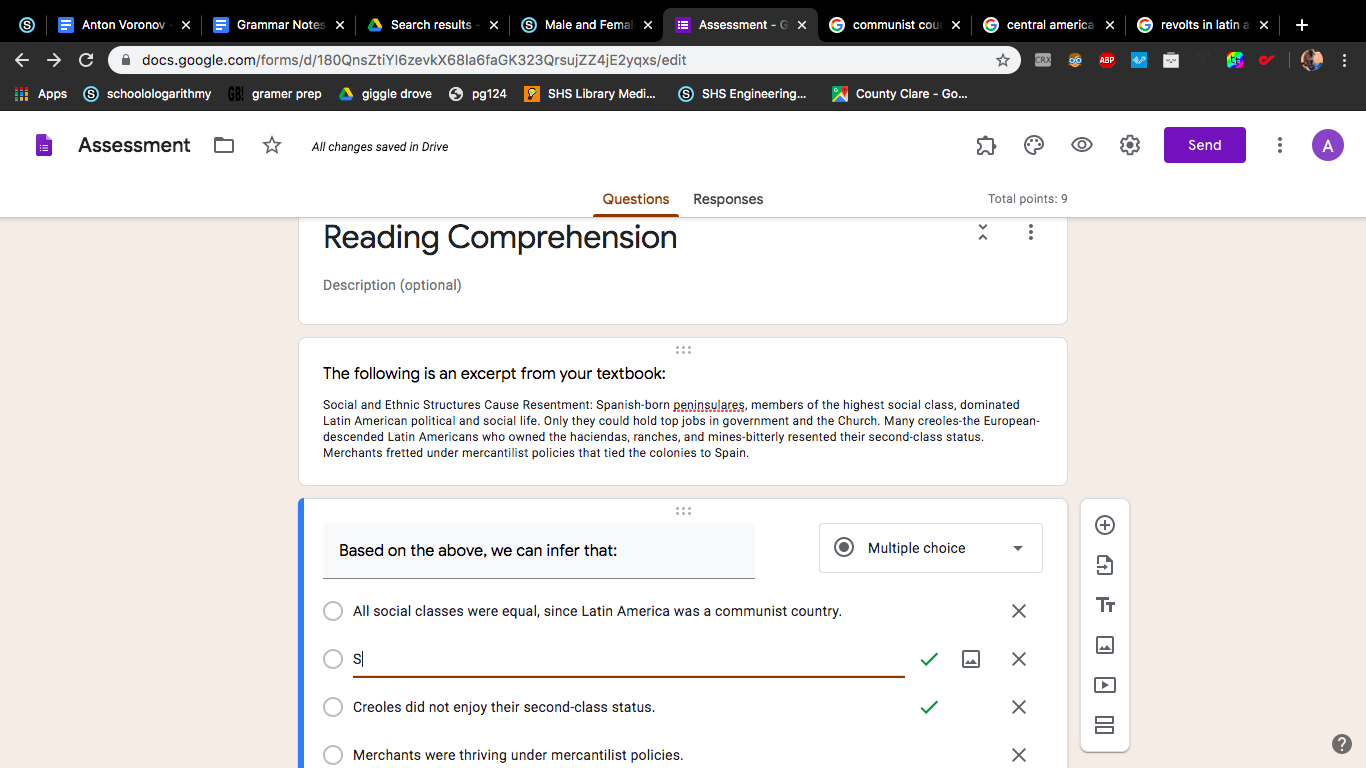 Anton Voronov
Grammar Notes
Search results -
Male and Femal
Assessment - G
communist cou
central america
revolts in latin a
docs.google.com/forms/d/180QnsZtiYI6zevkX68la6faGK323QrsujZZ4jE2yqxs/edit
CRX
ABP
Apps
schoolologarithmy
GB!
gramer prep
giggle drove
pg124
SHS Library Medi...
SHS Engineering...
County Clare - Go...
Assessment
All changes saved in Drive
Send
A
Questions
Responses
Total points: 9
Reading Comprehension
Description (optional)
The following is an excerpt from your textbook:
Social and Ethnic Structures Cause Resentment: Spanish-born peninsulares, members of the highest social class, dominated
Latin American political and social life. Only they could hold top jobs in government and the Church. Many creoles-the European-
descended Latin Americans who owned the haciendas, ranches, and mines-bitterly resented their second-class status.
Merchants fretted under mercantilist policies that tied the colonies to Spain.
Based on the above, we can infer that:
Multiple choice
All social classes were equal, since Latin America was a communist country.
S
Creoles did not enjoy their second-class status.
Merchants were thriving under mercantilist policies.